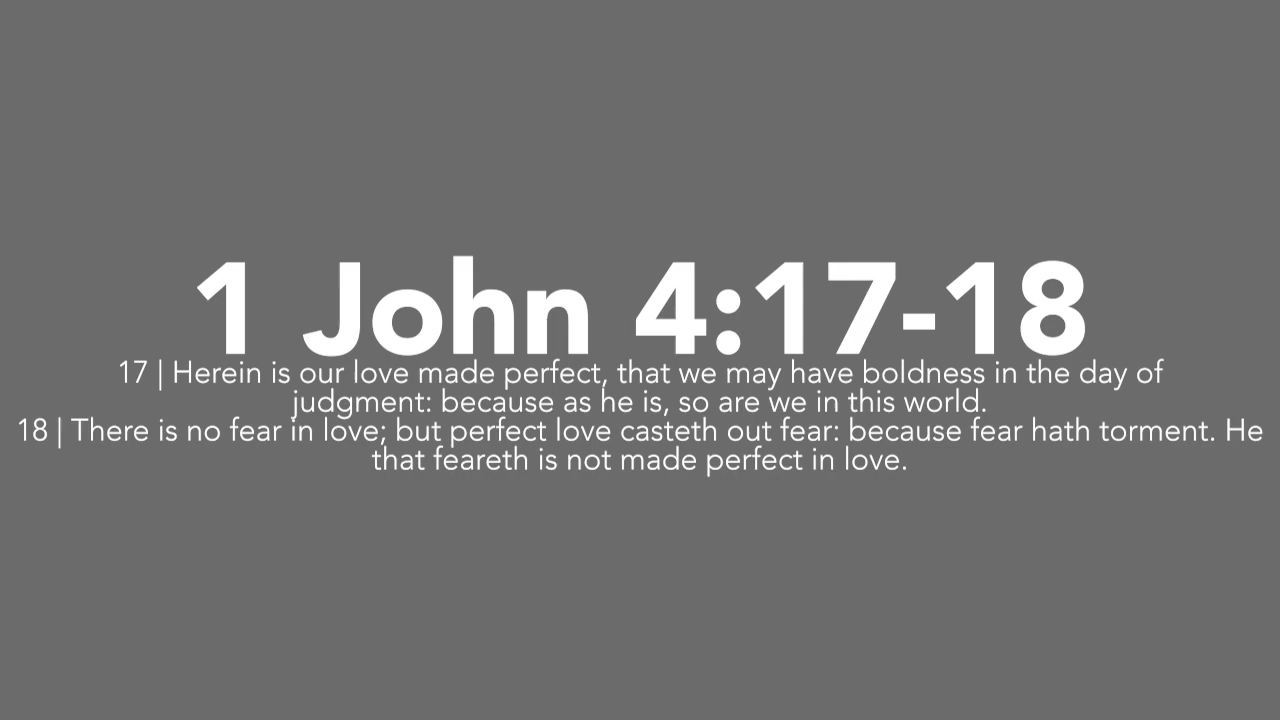 1 John 4:17-18
17 | Herein is our love made perfect, that we may have boldness in the day of
judgment: because as he is, so are we in this world.
18 | There is no fear in love; but perfect love casteth out fear: because fear hath torment. He
that feareth is not made perfect in love.